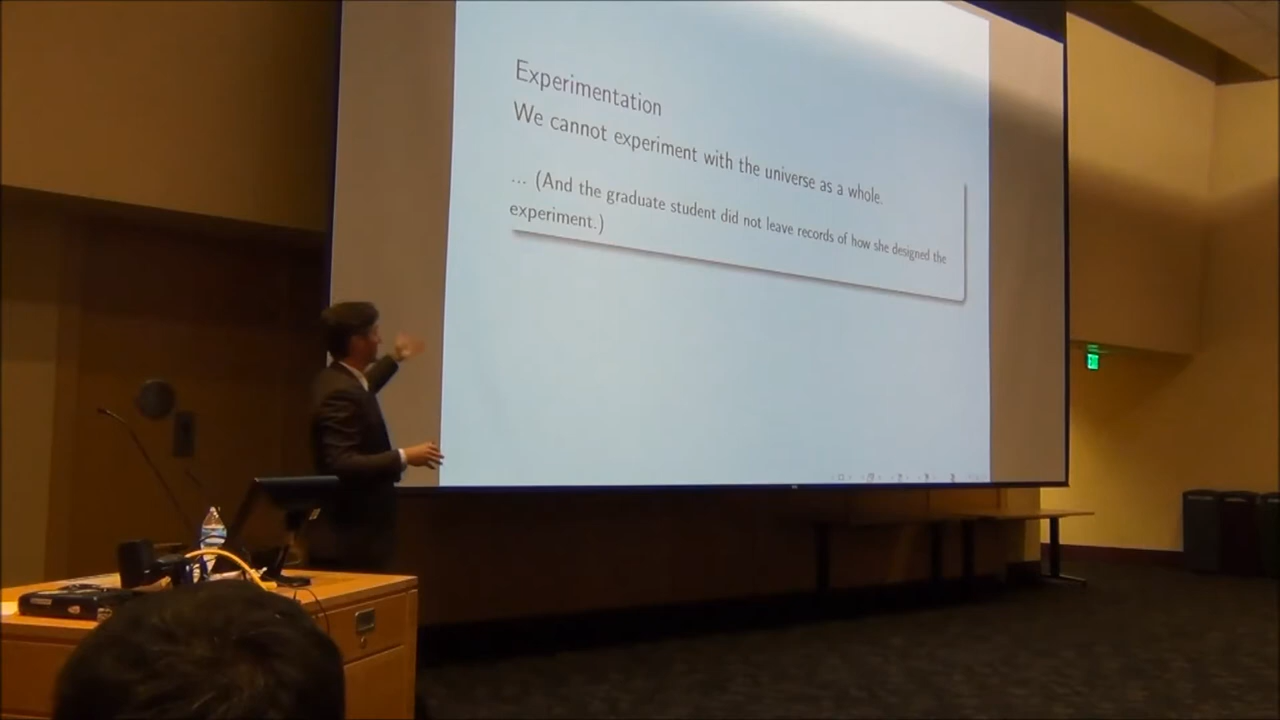 Experimentation
We cannot experiment with the universe as a whole.
... (And the graduate student did not leave records of how she designed the
experiment.)